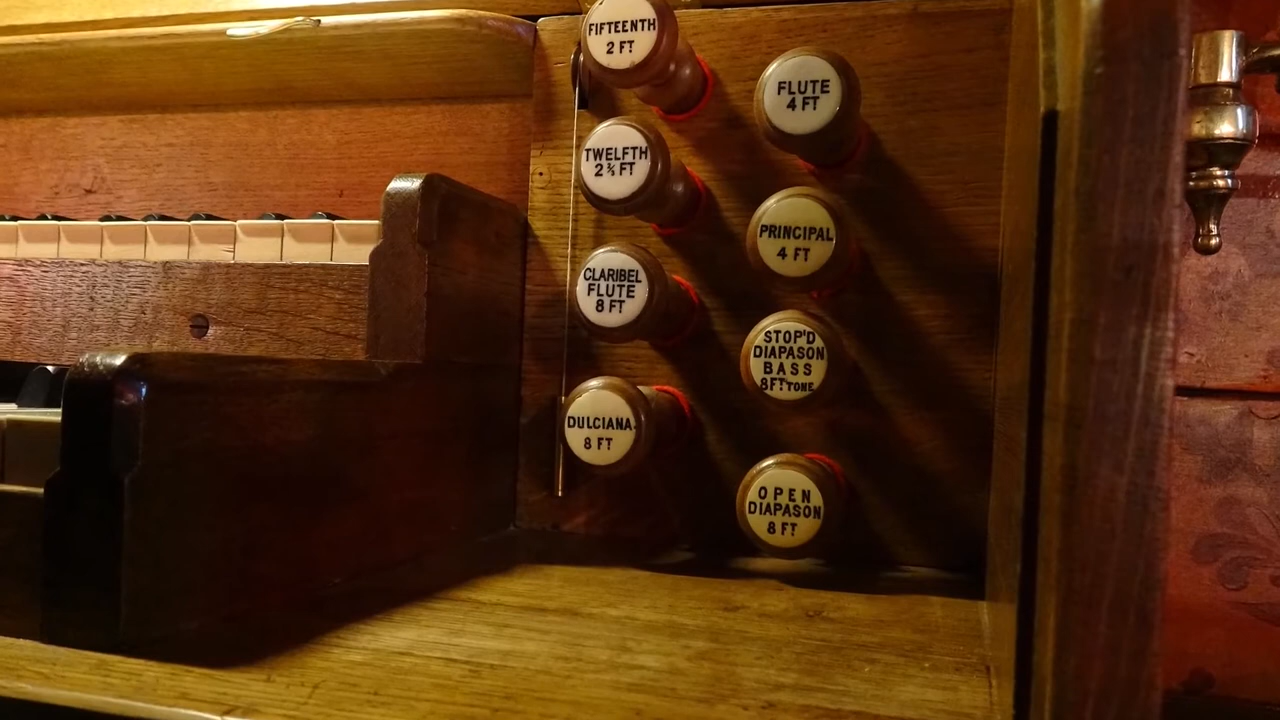 FIFTEENTH
2 FT
FLUTE
4 FT
TWELFTH
2⅔ FT
PRINCIPAL
4 FT
CLARIBEL
FLUTE
8 FT
STOP'D
DIAPASON
BASS
8FT TONE
DULCIANA
8 FT
OPEN
DIAPASON
8 FT